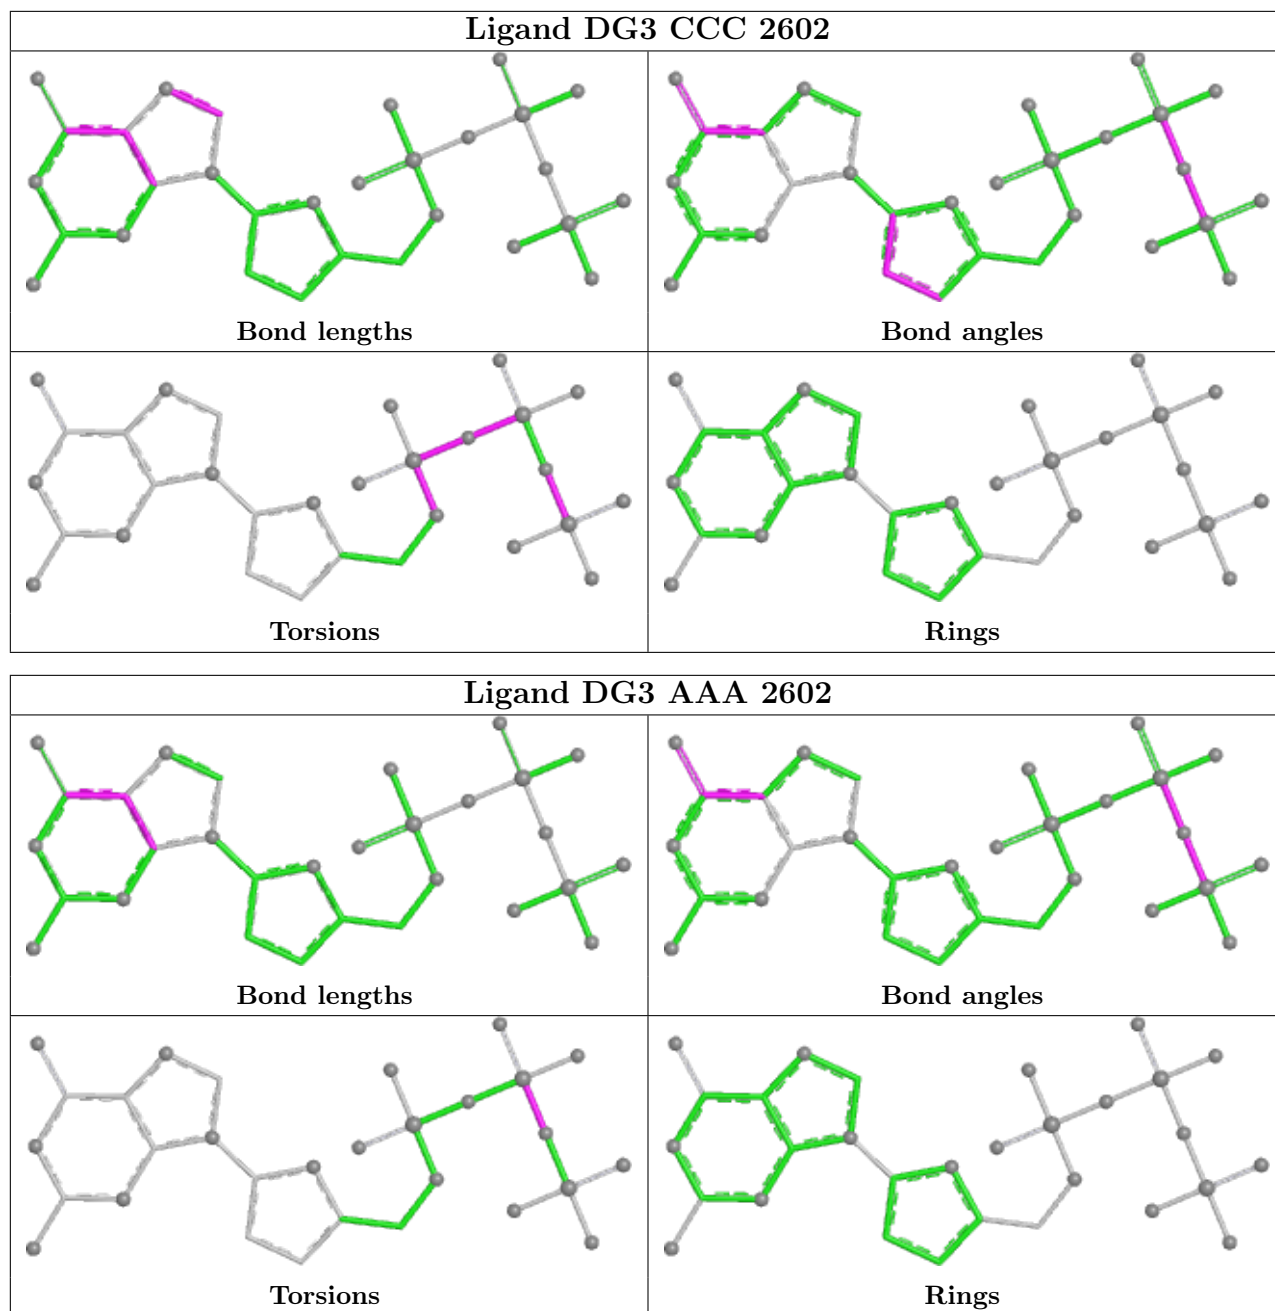 Ligand DG3 CCC 2602
Bond lengths
Bond angles
Torsions
Rings
Ligand DG3 AAA 2602
Bond lengths
Bond angles
Torsions
Rings